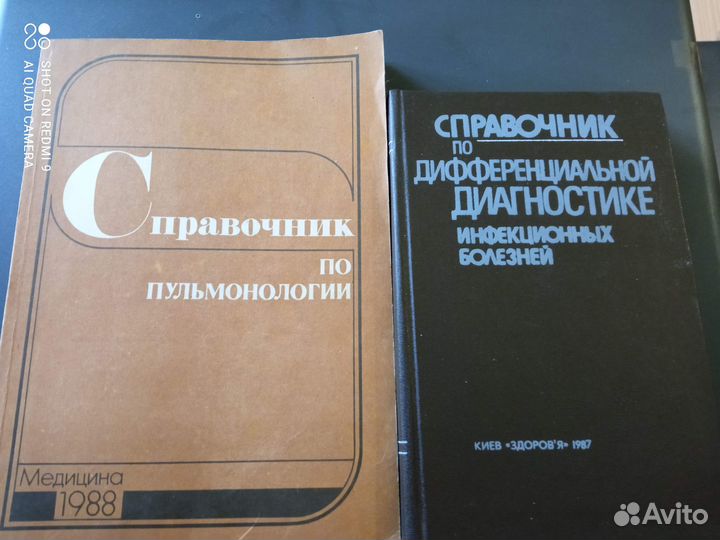 SHOT ON REDMI 9
AI QUAD CAMERA
Справочник
ПО
ПУЛЬМОНОЛОГИИ
Медицина
1988
СПРАВОЧНИК
ПО
ДИФФЕРЕНЦИАЛЬНОЙ
ДИАГНОСТИКЕ
ИНФЕКЦИОННЫХ
БОЛЕЗНЕЙ
КИЕВ «ЗДОРОВ'Я» 1987
Avito